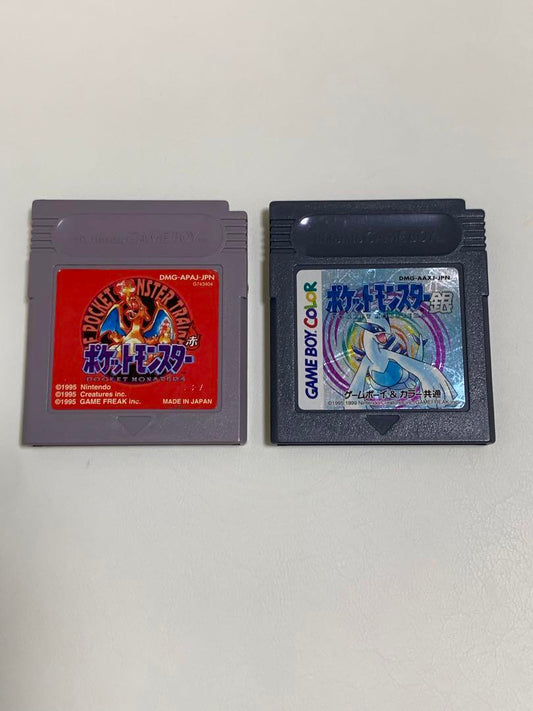 Nintendo GAME BOY
DMG-APAJ-JPN
G743404
POCKET MONSTER TRAINER
ポケットモンスター
赤
POCKET MONSTERS
©1995 Nintendo
©1995 Creatures inc.
©1995 GAME FREAK inc.
MADE IN JAPAN
Nintendo GAME BOY
DMG-AAXJ-JPN
GAME BOY COLOR
ポケットモンスター銀
ゲームボーイ&カラー共通